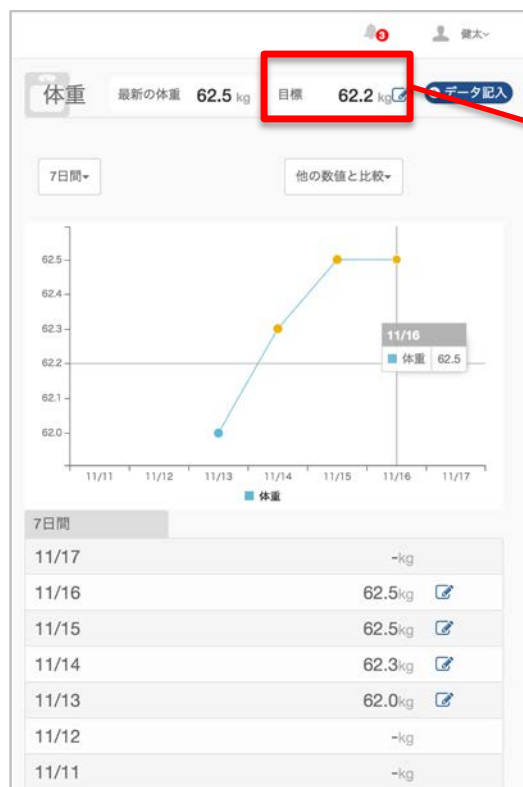 3 健太
体重 最新の体重 62.5 kg 目標 62.2 kg データ記入
7日間 他の数値と比較
62.5
62.4
62.3
62.2
62.1
62.0
11/16
体重 62.5
11/11 11/12 11/13 11/14 11/15 11/16 11/17
体重
7日間
11/17 -kg
11/16 62.5kg
11/15 62.5kg
11/14 62.3kg
11/13 62.0kg
11/12 -kg
11/11 -kg